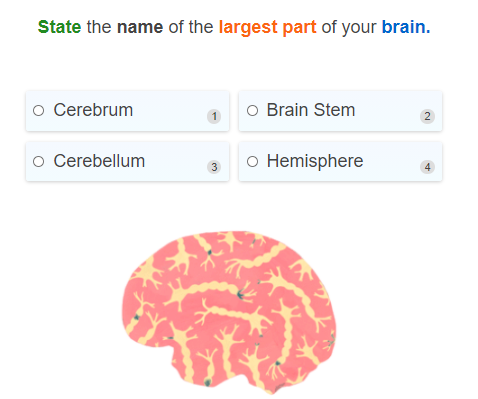 State the name of the largest part of your brain.
Cerebrum 1
Brain Stem 2
Cerebellum 3
Hemisphere 4